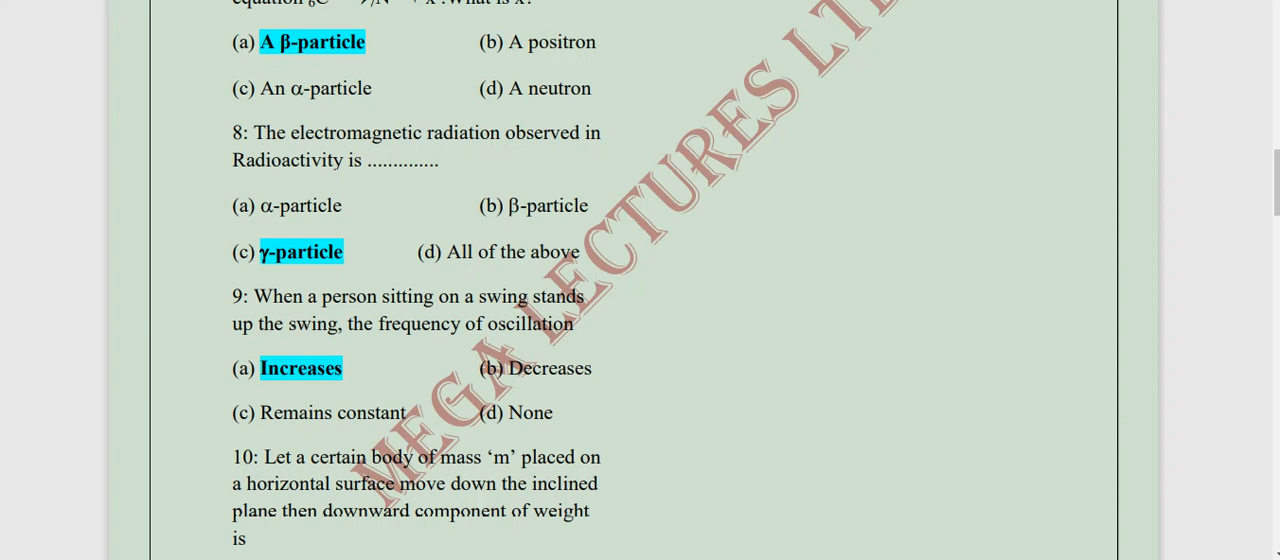 (a) A β-particle (b) A positron
(c) An α-particle (d) A neutron
8: The electromagnetic radiation observed in
Radioactivity is ..............
(a) α-particle (b) β-particle
(c) γ-particle (d) All of the above
9: When a person sitting on a swing stands
up the swing, the frequency of oscillation
(a) Increases (b) Decreases
(c) Remains constant (d) None
10: Let a certain body of mass ‘m’ placed on
a horizontal surface move down the inclined
plane then downward component of weight
is
MEGA LECTURES